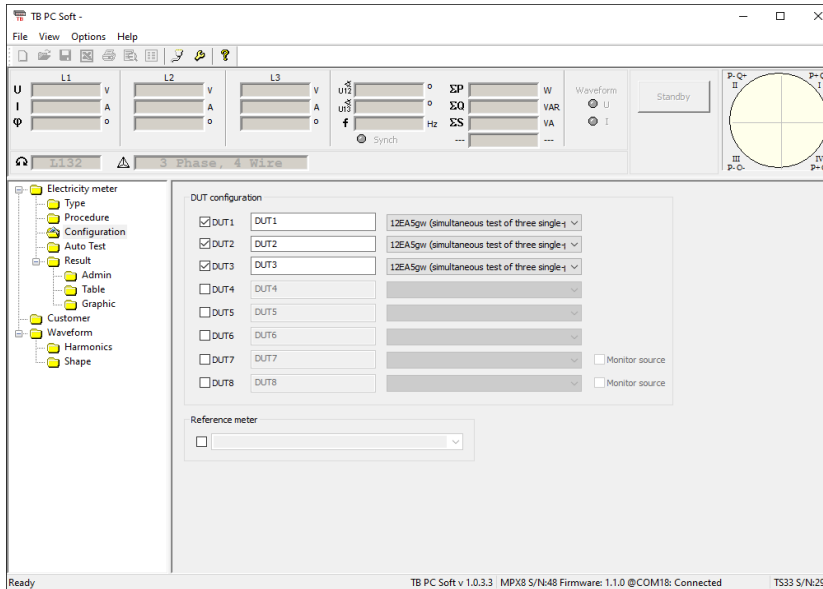 TB PC Soft -
File View Options Help
L1 L2 L3
U V V V U12 ° ΣP W Waveform
I A A A U13 ° ΣQ VAR U
φ ° ° ° f Hz ΣS VA I
Synch --- ---
Standby
P- Q+ P+ Q+
II I
III IV
P- Q- P+ Q-
L132 3 Phase, 4 Wire
Electricity meter
Type
Procedure
Configuration
Auto Test
Result
Admin
Table
Graphic
Customer
Waveform
Harmonics
Shape
DUT configuration
DUT1 DUT1 12EA5gw (simultaneous test of three single-p
DUT2 DUT2 12EA5gw (simultaneous test of three single-p
DUT3 DUT3 12EA5gw (simultaneous test of three single-p
DUT4 DUT4
DUT5 DUT5
DUT6 DUT6
DUT7 DUT7 Monitor source
DUT8 DUT8 Monitor source
Reference meter
Ready TB PC Soft v 1.0.3.3 MPX8 S/N:48 Firmware: 1.1.0 @COM18: Connected TS33 S/N:29